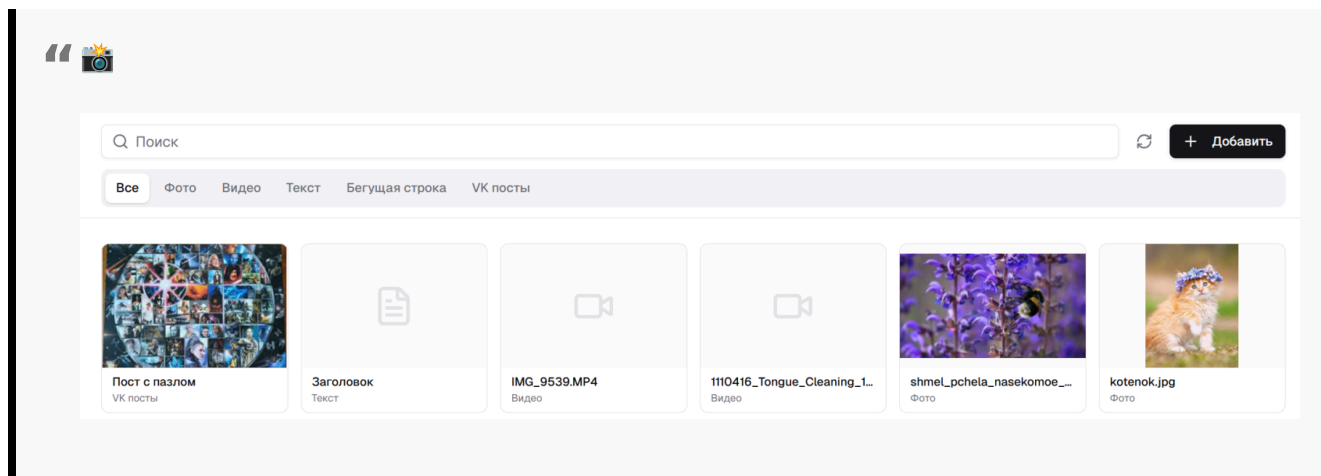 “ 📸
Поиск
Добавить
Все Фото Видео Текст Бегущая строка VK посты
Пост с пазлом
VK посты
Заголовок
Текст
IMG_9539.MP4
Видео
1110416_Tongue_Cleaning_1...
Видео
shmel_pchela_nasekomoe_...
Фото
kotenok.jpg
Фото